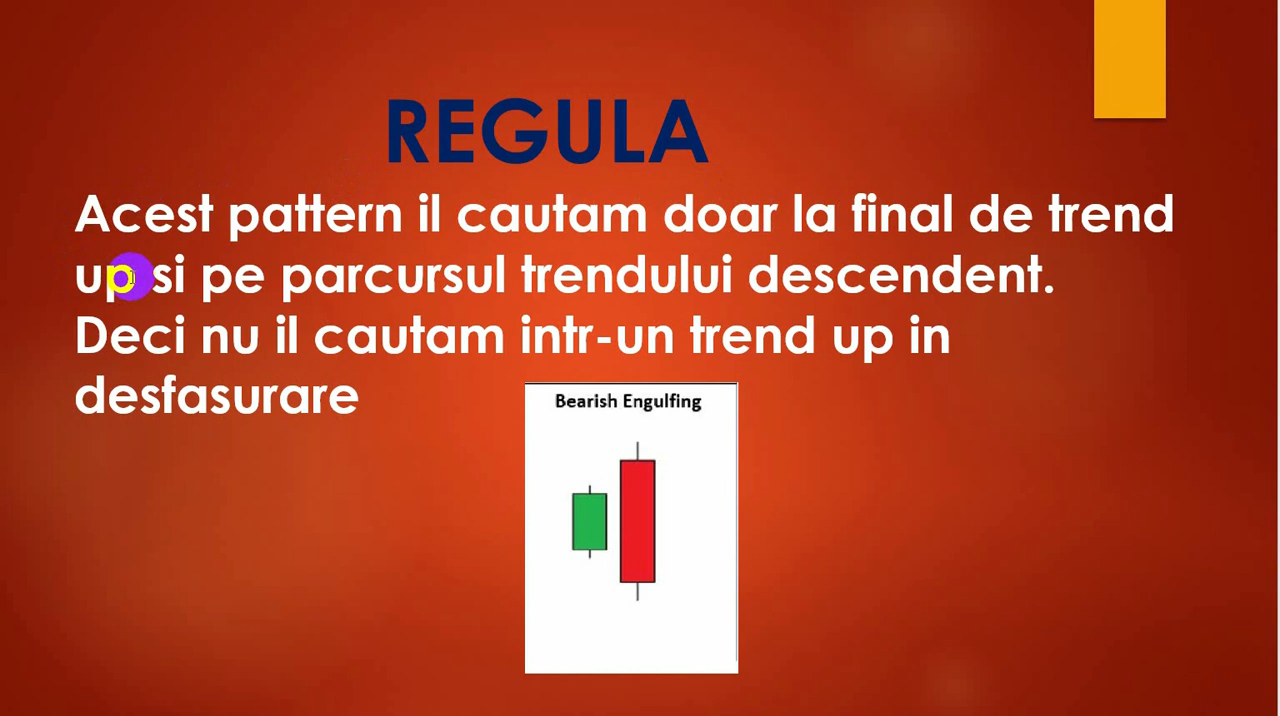 REGULA
Acest pattern il cautam doar la final de trend
up si pe parcursul trendului descendent.
Deci nu il cautam intr-un trend up in
desfasurare
Bearish Engulfing